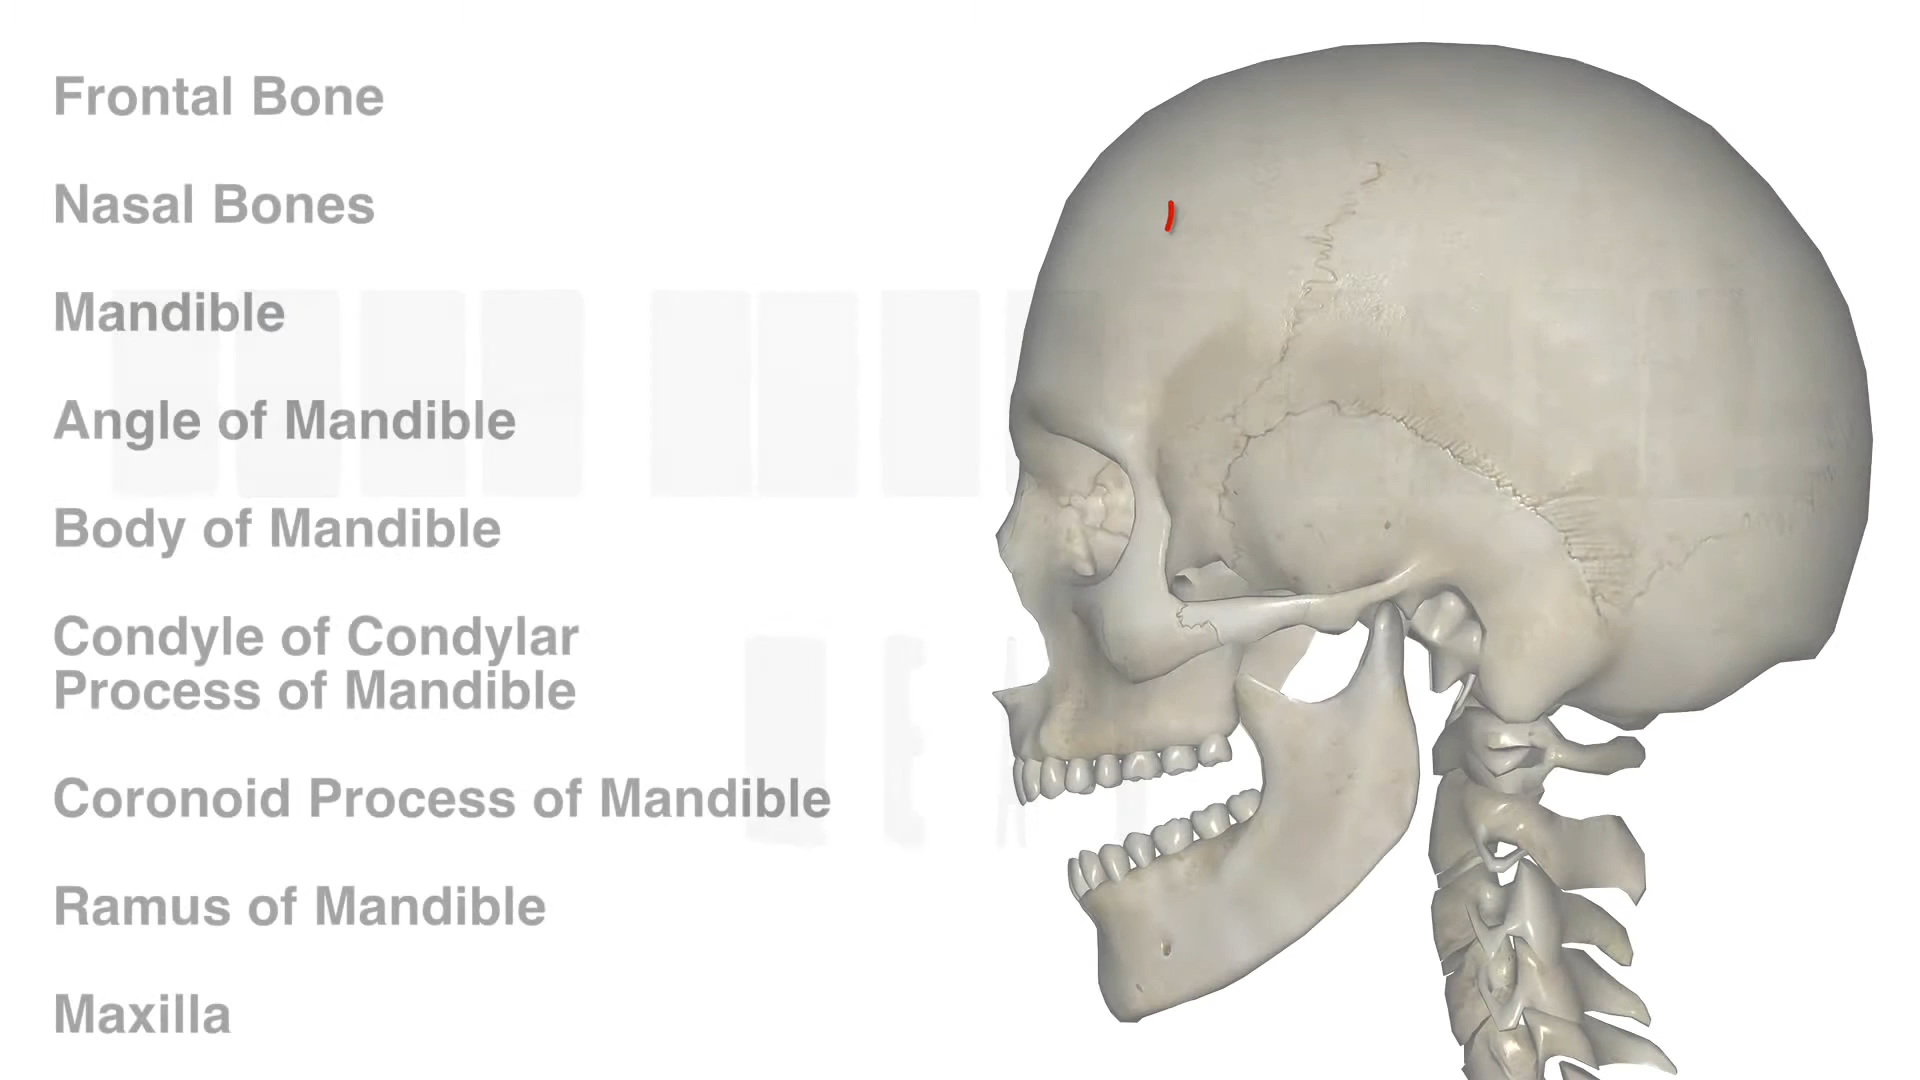 Frontal Bone
Nasal Bones
Mandible
Angle of Mandible
Body of Mandible
Condyle of Condylar
Process of Mandible
Coronoid Process of Mandible
Ramus of Mandible
Maxilla